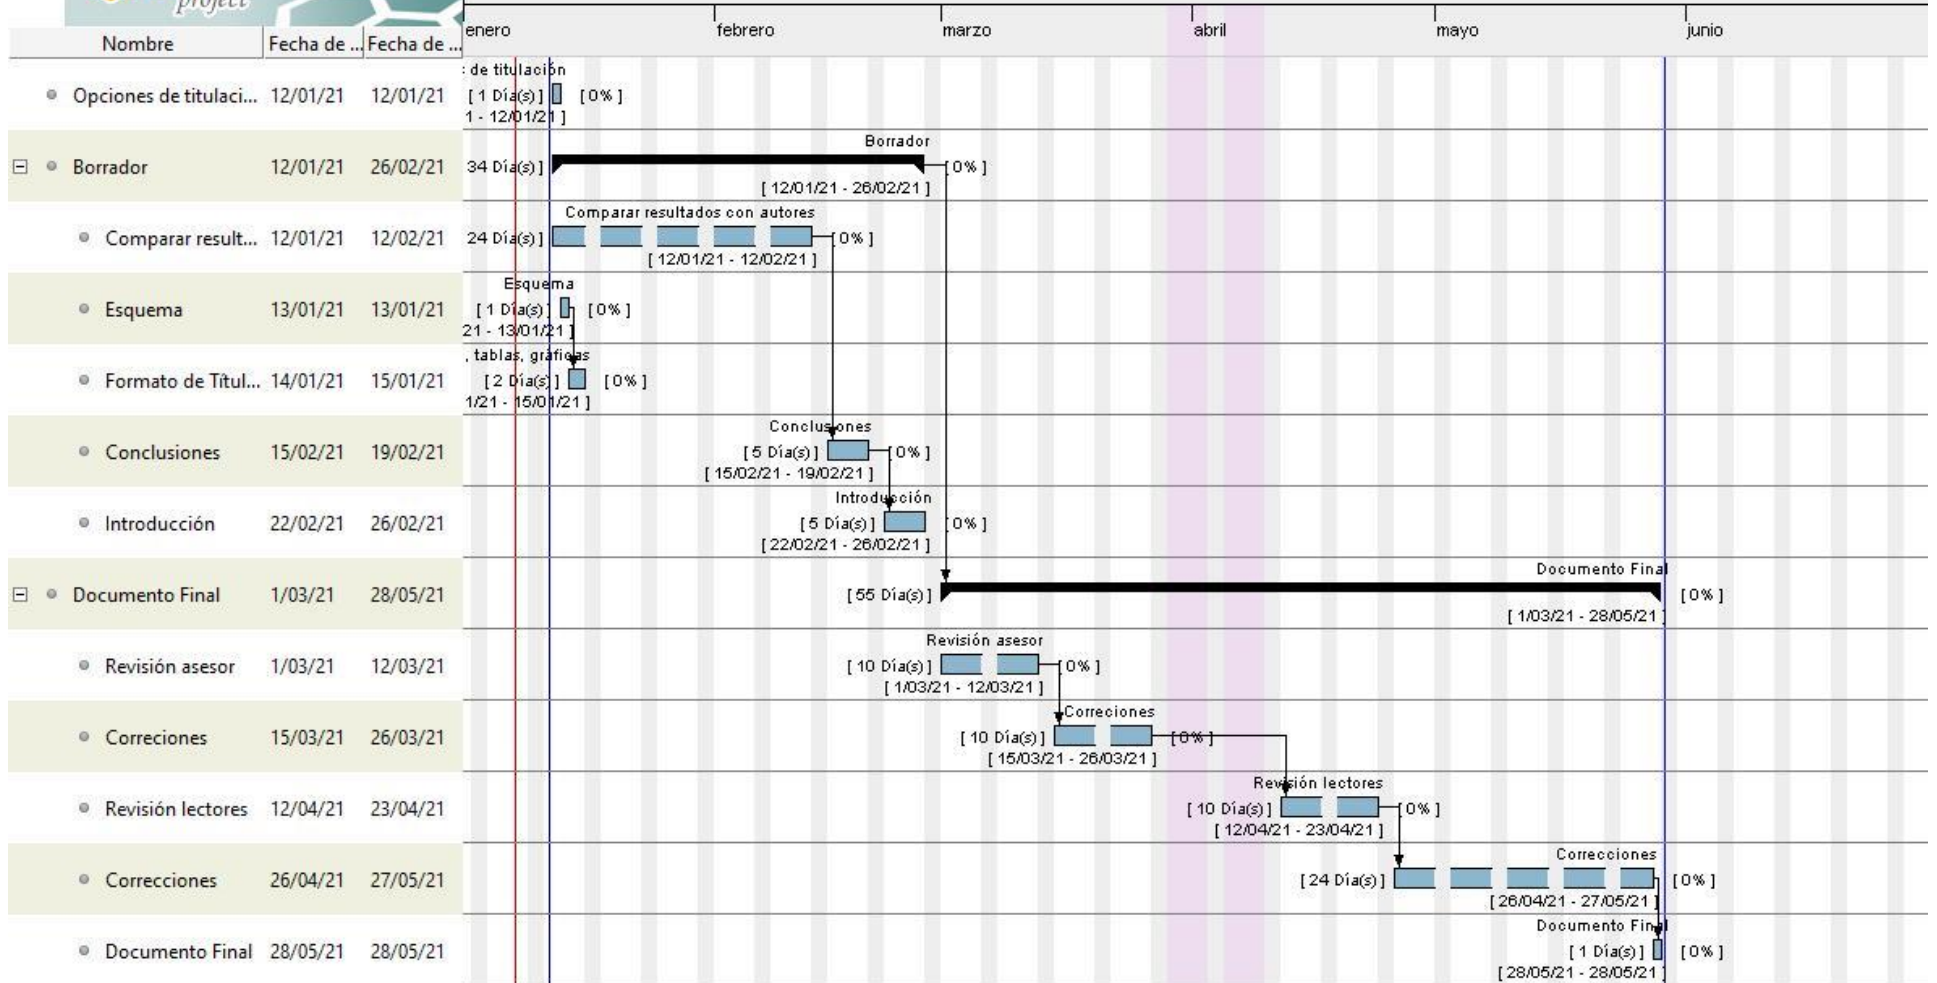 project
Nombre Fecha de ... Fecha de ...
enero febrero marzo abril mayo junio
de titulación
Opciones de titulaci... 12/01/21 12/01/21 [ 1 Día(s) ] [ 0% ]
1 - 12/01/21 ]
Borrador
Borrador 12/01/21 26/02/21 34 Día(s) ] [ 0% ]
[ 12/01/21 - 26/02/21 ]
Comparar resultados con autores
Comparar result... 12/01/21 12/02/21 24 Día(s) ] [ 0% ]
[ 12/01/21 - 12/02/21 ]
Esquema
Esquema 13/01/21 13/01/21 [ 1 Día(s) ] [ 0% ]
21 - 13/01/21 ]
, tablas, gráficas
Formato de Títul... 14/01/21 15/01/21 [ 2 Día(s) ] [ 0% ]
1/21 - 15/01/21 ]
Conclusiones
Conclusiones 15/02/21 19/02/21 [ 5 Día(s) ] [ 0% ]
[ 15/02/21 - 19/02/21 ]
Introducción
Introducción 22/02/21 26/02/21 [ 5 Día(s) ] [ 0% ]
[ 22/02/21 - 26/02/21 ]
Documento Final
Documento Final 1/03/21 28/05/21 [ 55 Día(s) ] [ 0% ]
[ 1/03/21 - 28/05/21 ]
Revisión asesor
Revisión asesor 1/03/21 12/03/21 [ 10 Día(s) ] [ 0% ]
[ 1/03/21 - 12/03/21 ]
Correciones
Correciones 15/03/21 26/03/21 [ 10 Día(s) ] [ 0% ]
[ 15/03/21 - 26/03/21 ]
Revisión lectores
Revisión lectores 12/04/21 23/04/21 [ 10 Día(s) ] [ 0% ]
[ 12/04/21 - 23/04/21 ]
Correcciones
Correcciones 26/04/21 27/05/21 [ 24 Día(s) ] [ 0% ]
[ 26/04/21 - 27/05/21 ]
Documento Final
Documento Final 28/05/21 28/05/21 [ 1 Día(s) ] [ 0% ]
[ 28/05/21 - 28/05/21 ]